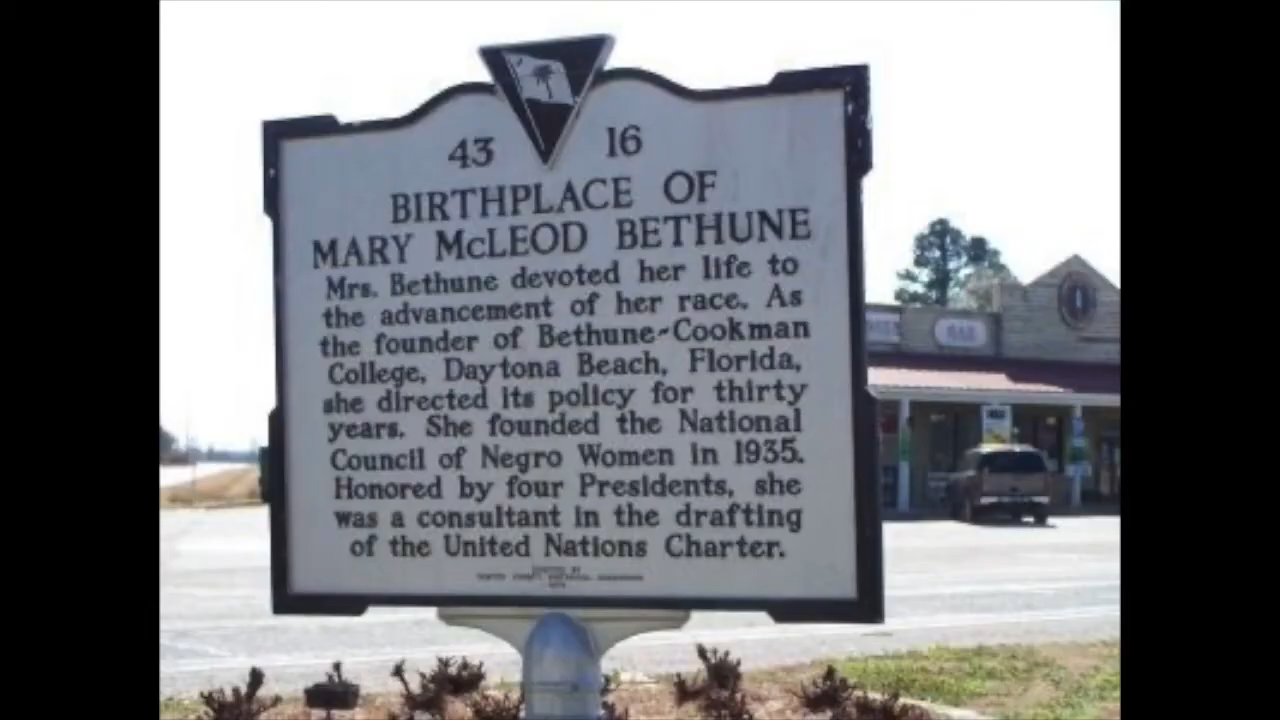 43 16
BIRTHPLACE OF
MARY McLEOD BETHUNE
Mrs. Bethune devoted her life to
the advancement of her race. As
the founder of Bethune-Cookman
College, Daytona Beach, Florida,
she directed its policy for thirty
years. She founded the National
Council of Negro Women in 1935.
Honored by four Presidents, she
was a consultant in the drafting
of the United Nations Charter.